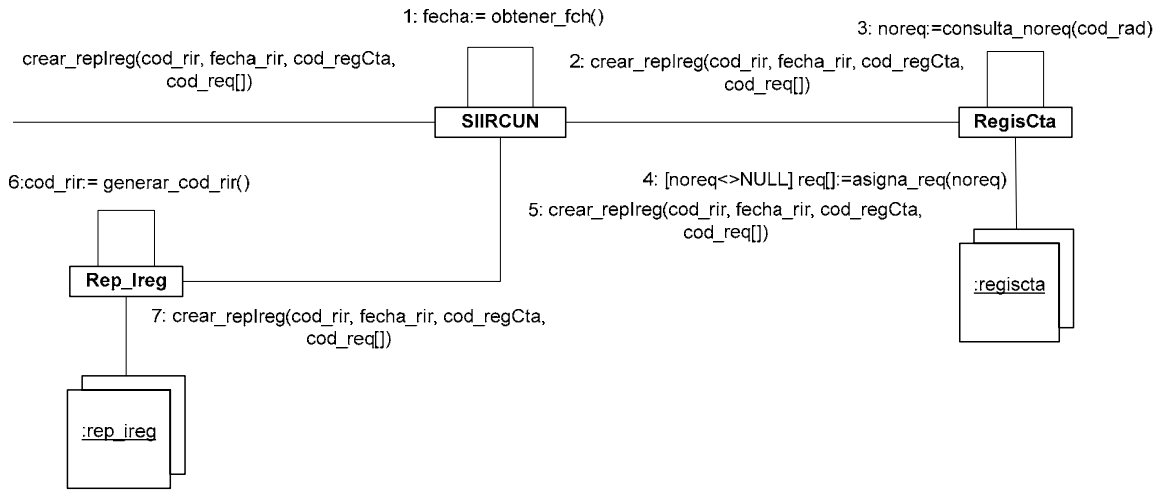 1: fecha:= obtener_fch()
crear_repIreg(cod_rir, fecha_rir, cod_regCta,
cod_req[])
2: crear_repIreg(cod_rir, fecha_rir, cod_regCta,
cod_req[])
3: noreq:=consulta_noreq(cod_rad)
SIIRCUN
RegisCta
4: [noreq<>NULL] req[]:=asigna_req(noreq)
5: crear_repIreg(cod_rir, fecha_rir, cod_regCta,
cod_req[])
:regiscta
6:cod_rir:= generar_cod_rir()
Rep_Ireg
7: crear_repIreg(cod_rir, fecha_rir, cod_regCta,
cod_req[])
:rep_ireg